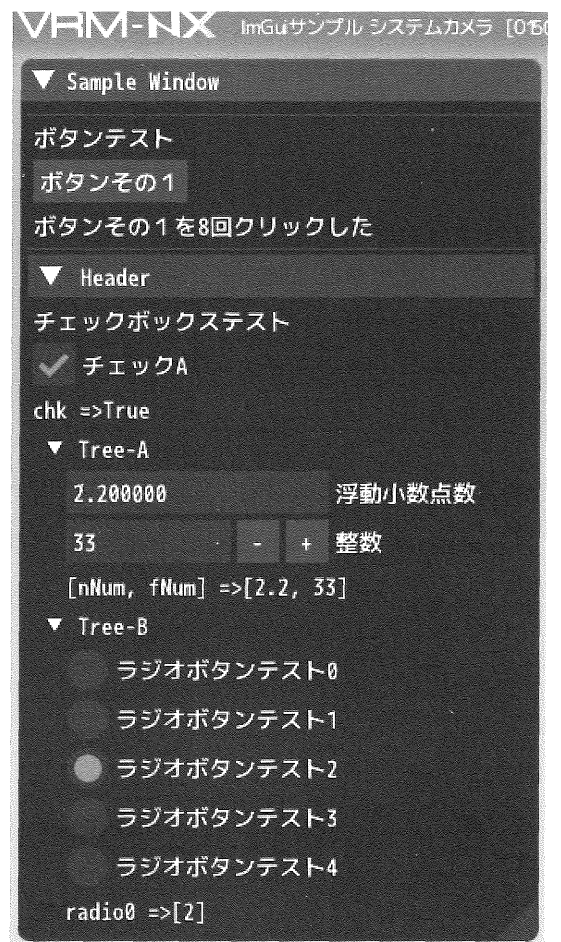 VRM-NX ImGuiサンプル システムカメラ
Sample Window
ボタンテスト
ボタンその１
ボタンその１を8回クリックした
Header
チェックボックステスト
チェックA
chk =>True
Tree-A
2.200000 浮動小数点数
33 - + 整数
[nNum, fNum] =>[2.2, 33]
Tree-B
ラジオボタンテスト0
ラジオボタンテスト1
ラジオボタンテスト2
ラジオボタンテスト3
ラジオボタンテスト4
radio0 =>[2]